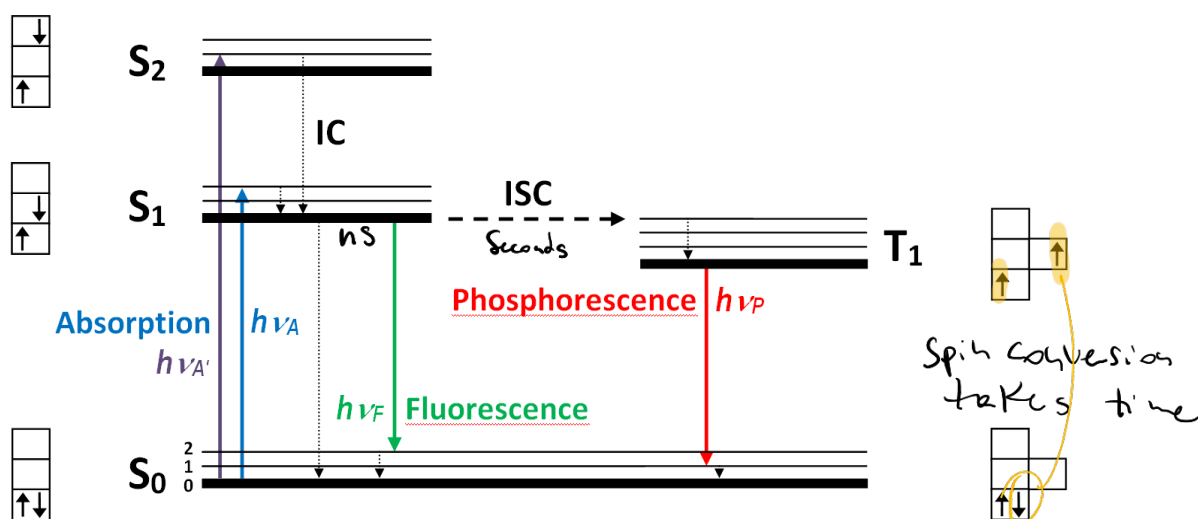 S2
IC
S1
ISC
ns
Seconds
T1
Phosphorescence hνP
Absorption hνA
hνA'
Spin conversion
takes time
hνF Fluorescence
2
1
0
S0